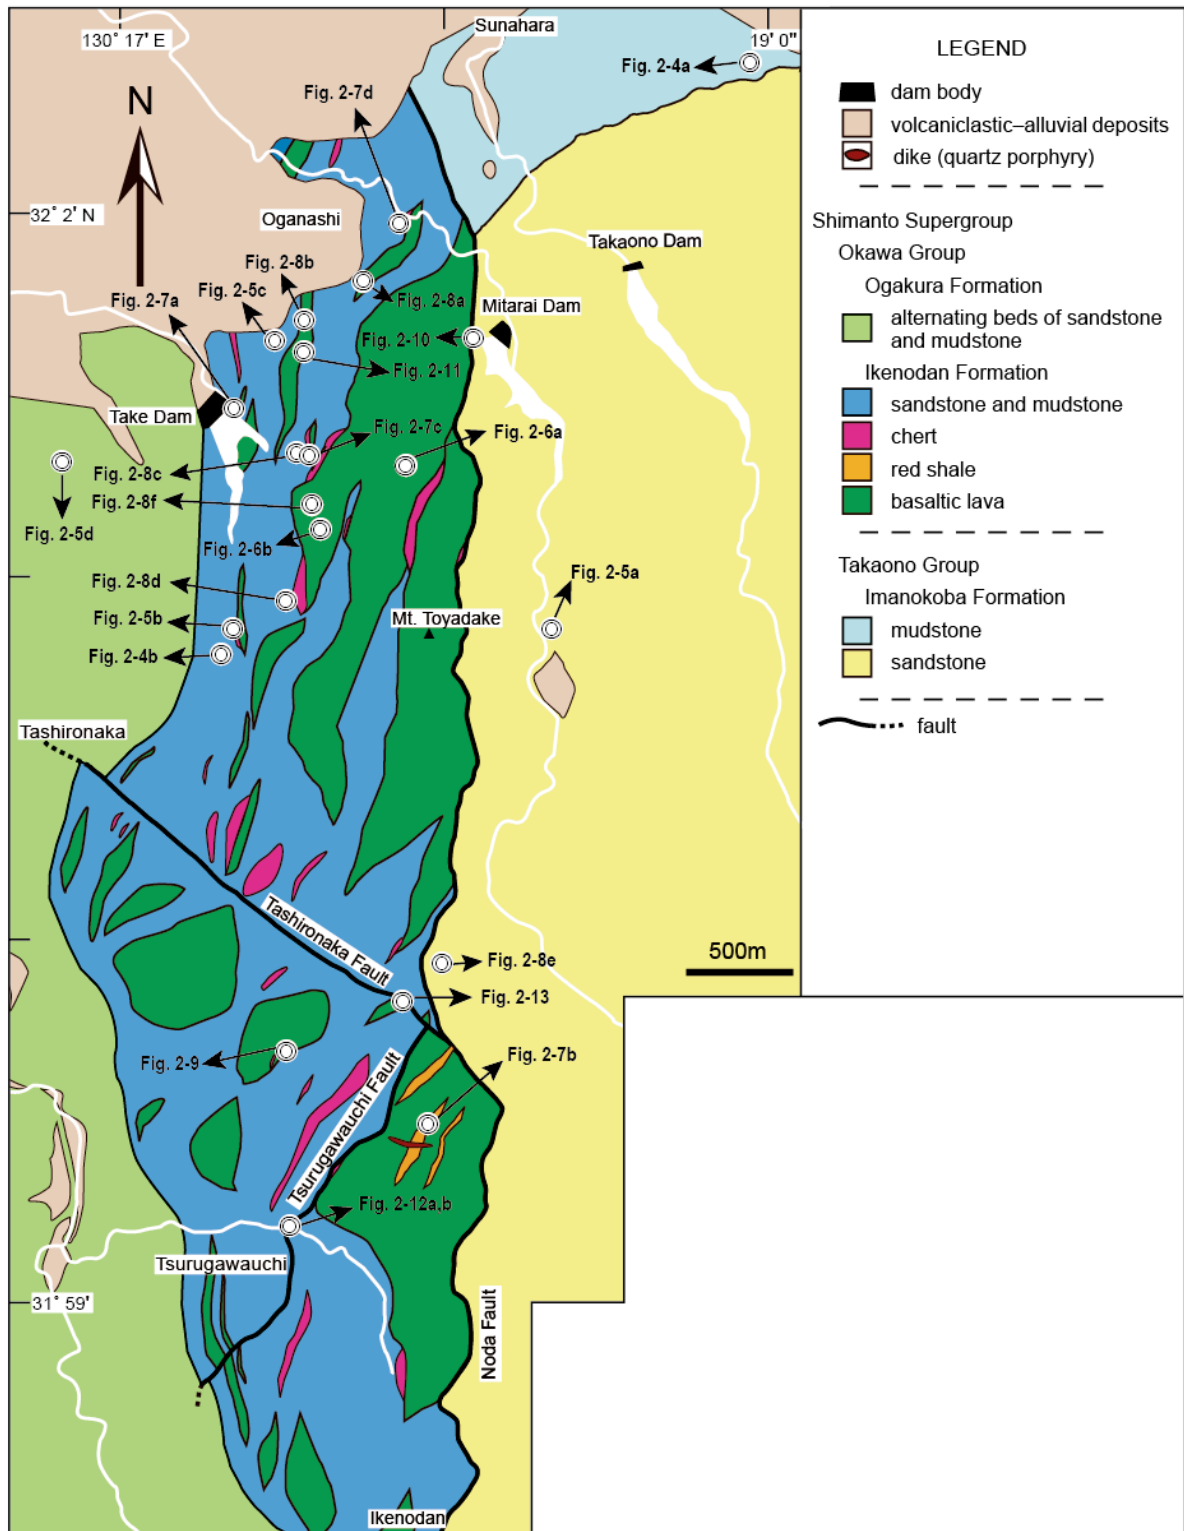 Sunahara
130° 17' E
19' 0"
Fig. 2-4a
Fig. 2-7d
N
32° 2' N
Oganashi
Takaono Dam
Fig. 2-8b
Fig. 2-5c
Fig. 2-7a
Fig. 2-8a
Mitarai Dam
Fig. 2-10
Fig. 2-11
Take Dam
Fig. 2-7c
Fig. 2-6a
Fig. 2-8c
Fig. 2-8f
Fig. 2-5d
Fig. 2-6b
Fig. 2-8d
Fig. 2-5a
Fig. 2-5b
Mt. Toyadake
Fig. 2-4b
Tashironaka
Tashironaka Fault
500m
Fig. 2-8e
Fig. 2-13
Fig. 2-9
Fig. 2-7b
Tsurugawauchi Fault
Fig. 2-12a,b
Tsurugawauchi
31° 59'
Noda Fault
Ikenodan
LEGEND
dam body
volcaniclastic–alluvial deposits
dike (quartz porphyry)
Shimanto Supergroup
Okawa Group
Ogakura Formation
alternating beds of sandstone
and mudstone
Ikenodan Formation
sandstone and mudstone
chert
red shale
basaltic lava
Takaono Group
Imanokoba Formation
mudstone
sandstone
fault